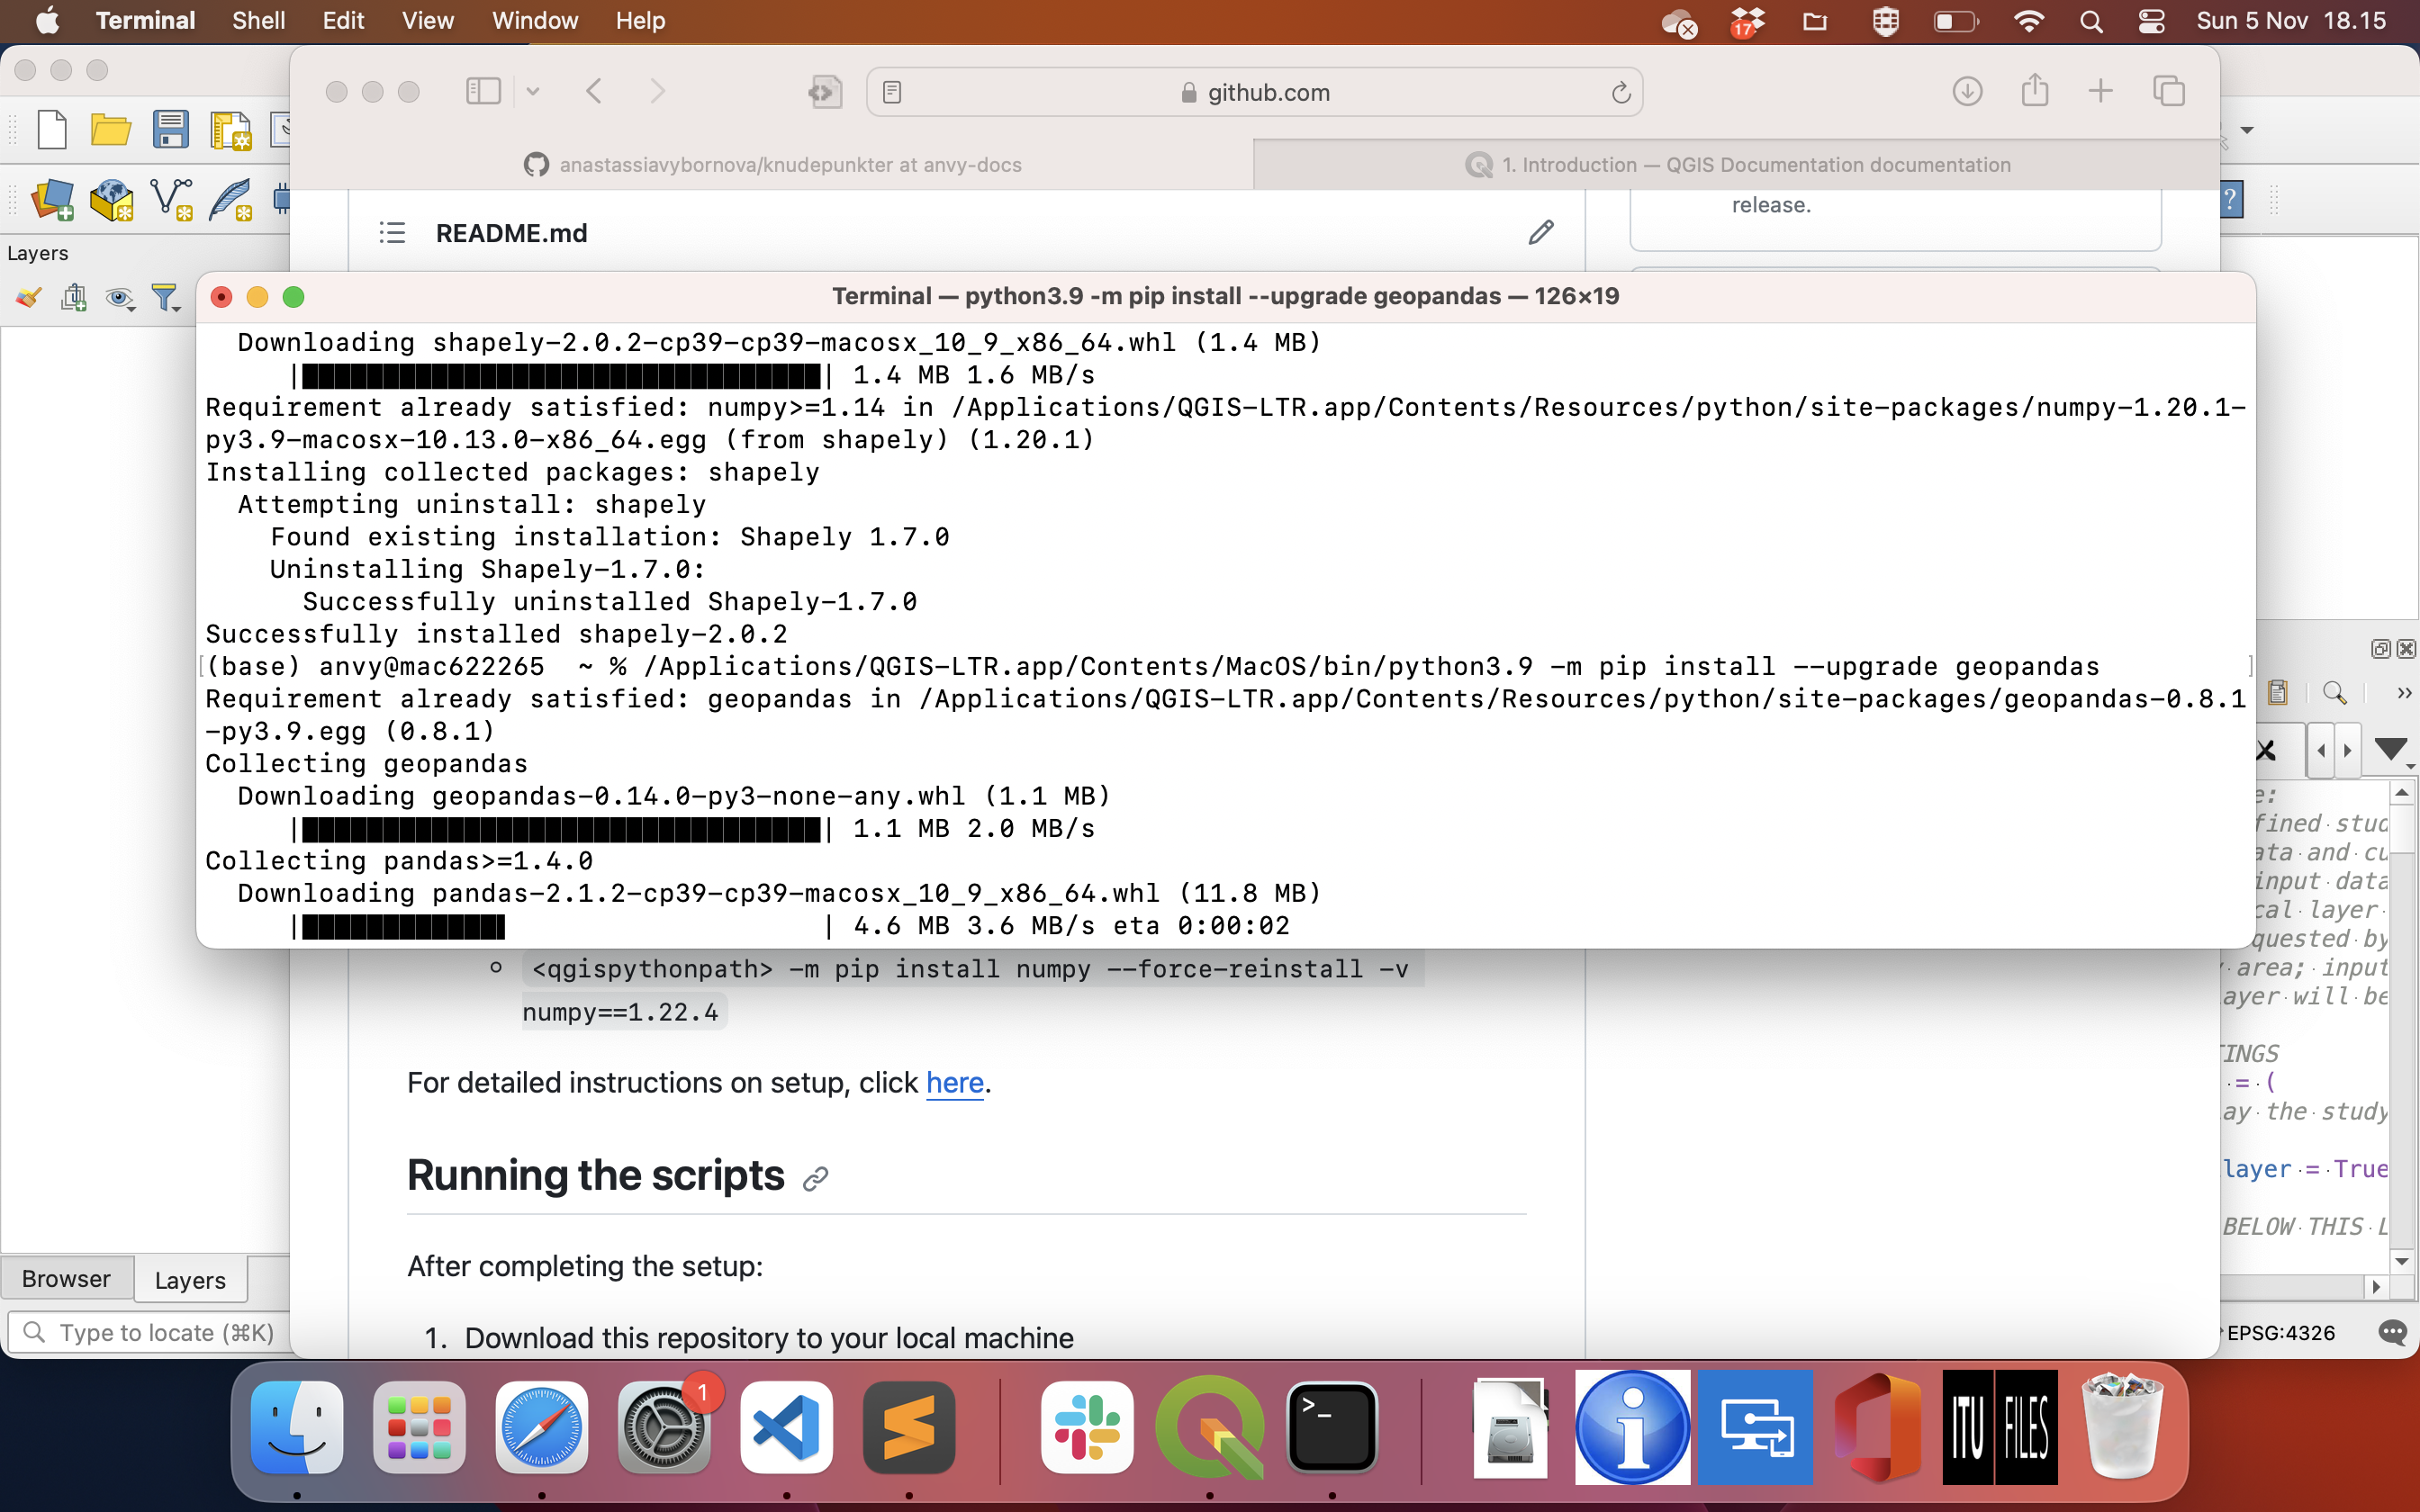 Terminal Shell Edit View Window Help
17
Sun 5 Nov 18.15
github.com
anastassiavybornova/knudepunkter at anvy-docs
1. Introduction — QGIS Documentation documentation
README.md
release.
Layers
Terminal — python3.9 -m pip install --upgrade geopandas — 126×19
Downloading shapely-2.0.2-cp39-cp39-macosx_10_9_x86_64.whl (1.4 MB)
| 1.4 MB 1.6 MB/s
Requirement already satisfied: numpy>=1.14 in /Applications/QGIS-LTR.app/Contents/Resources/python/site-packages/numpy-1.20.1-
py3.9-macosx-10.13.0-x86_64.egg (from shapely) (1.20.1)
Installing collected packages: shapely
Attempting uninstall: shapely
Found existing installation: Shapely 1.7.0
Uninstalling Shapely-1.7.0:
Successfully uninstalled Shapely-1.7.0
Successfully installed shapely-2.0.2
(base) anvy@mac622265 ~ % /Applications/QGIS-LTR.app/Contents/MacOS/bin/python3.9 -m pip install --upgrade geopandas
Requirement already satisfied: geopandas in /Applications/QGIS-LTR.app/Contents/Resources/python/site-packages/geopandas-0.8.1
-py3.9.egg (0.8.1)
Collecting geopandas
Downloading geopandas-0.14.0-py3-none-any.whl (1.1 MB)
| 1.1 MB 2.0 MB/s
Collecting pandas>=1.4.0
Downloading pandas-2.1.2-cp39-cp39-macosx_10_9_x86_64.whl (11.8 MB)
| 4.6 MB 3.6 MB/s eta 0:00:02
<qgispythonpath> -m pip install numpy --force-reinstall -v
numpy==1.22.4
For detailed instructions on setup, click here.
Running the scripts
After completing the setup:
1. Download this repository to your local machine
e:
fined stud
ata and cu
input data
cal layer
quested by
area; input
ayer will be
TINGS
= (
ay the study
layer = True
BELOW THIS L
Browser
Layers
Type to locate (⌘K)
EPSG:4326
1
ITU FILES